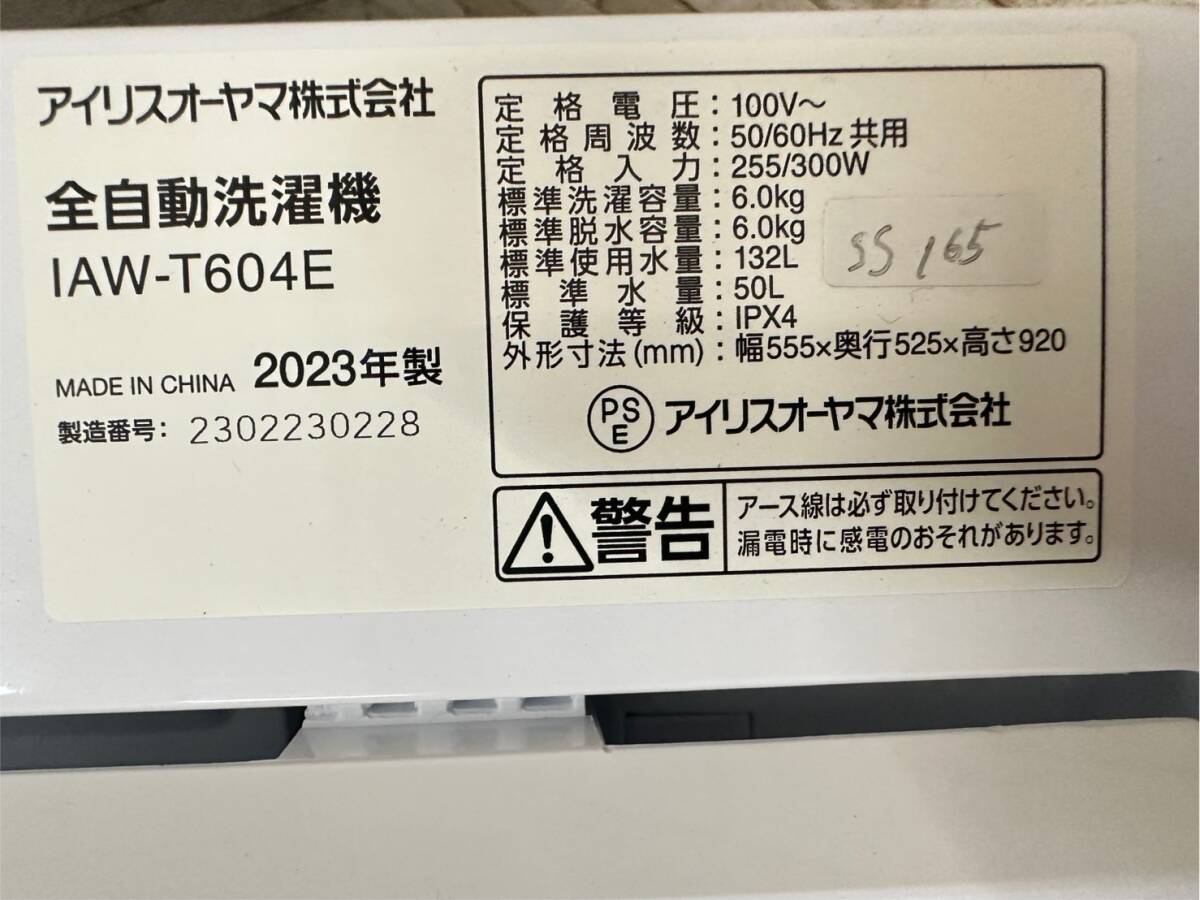 アイリスオーヤマ株式会社
全自動洗濯機
IAW-T604E
MADE IN CHINA 2023年製
製造番号: 2302230228
定格電圧:100V～
定格周波数:50/60Hz共用
定格入力:255/300W
標準洗濯容量:6.0kg
標準脱水容量:6.0kg
標準使用水量:132L
標準水量:50L
保護等級:IPX4
外形寸法(mm):幅555×奥行525×高さ920
SS 165
PSE アイリスオーヤマ株式会社
警告
アース線は必ず取り付けてください。
漏電時に感電のおそれがあります。